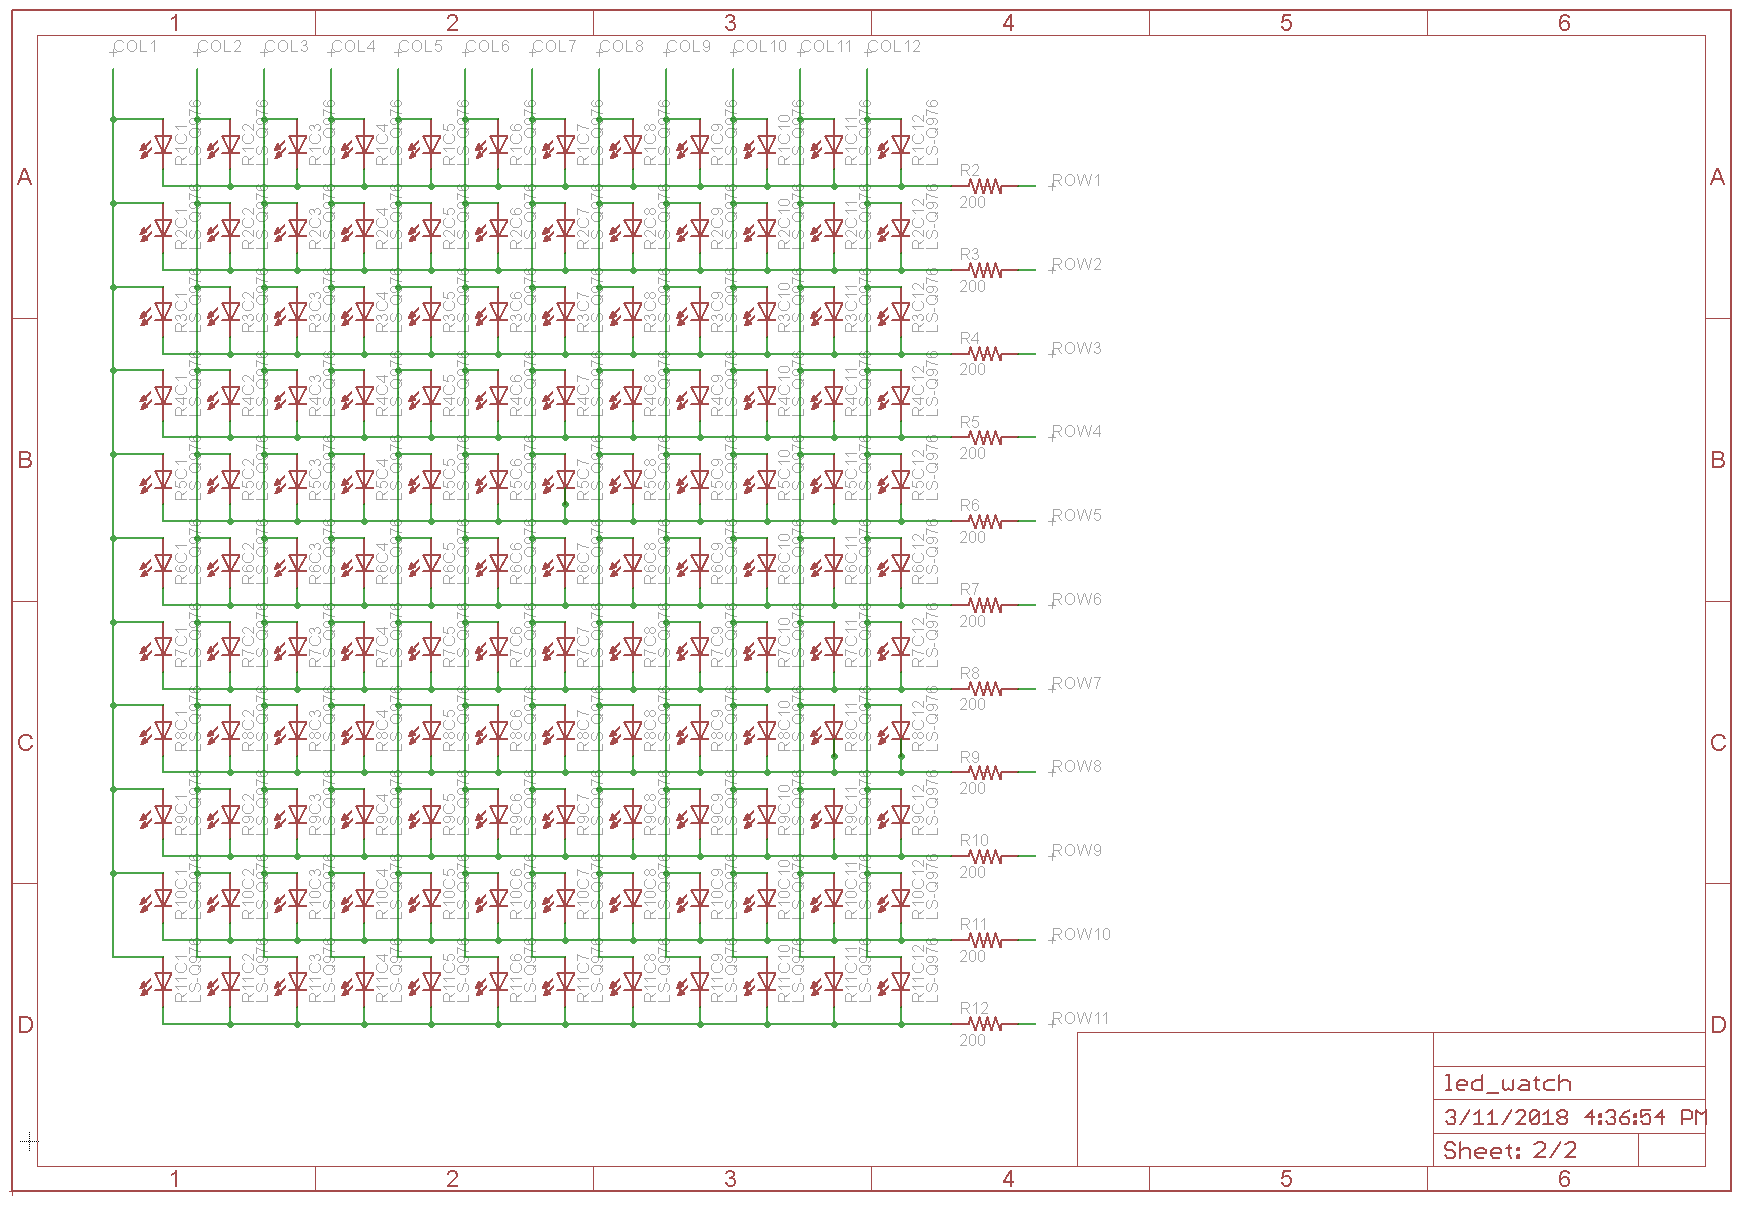 1 2 3 4 5 6
COL1 COL2 COL3 COL4 COL5 COL6 COL7 COL8 COL9 COL10 COL11 COL12
R1C1 R1C2 R1C3 R1C4 R1C5 R1C6 R1C7 R1C8 R1C9 R1C10 R1C11 R1C12
LS-Q976 LS-Q976 LS-Q976 LS-Q976 LS-Q976 LS-Q976 LS-Q976 LS-Q976 LS-Q976 LS-Q976 LS-Q976 LS-Q976
A R2 ROW1 A
200
R2C1 R2C2 R2C3 R2C4 R2C5 R2C6 R2C7 R2C8 R2C9 R2C10 R2C11 R2C12
LS-Q976 LS-Q976 LS-Q976 LS-Q976 LS-Q976 LS-Q976 LS-Q976 LS-Q976 LS-Q976 LS-Q976 LS-Q976 LS-Q976
R3 ROW2
200
R3C1 R3C2 R3C3 R3C4 R3C5 R3C6 R3C7 R3C8 R3C9 R3C10 R3C11 R3C12
LS-Q976 LS-Q976 LS-Q976 LS-Q976 LS-Q976 LS-Q976 LS-Q976 LS-Q976 LS-Q976 LS-Q976 LS-Q976 LS-Q976
R4 ROW3
200
R4C1 R4C2 R4C3 R4C4 R4C5 R4C6 R4C7 R4C8 R4C9 R4C10 R4C11 R4C12
LS-Q976 LS-Q976 LS-Q976 LS-Q976 LS-Q976 LS-Q976 LS-Q976 LS-Q976 LS-Q976 LS-Q976 LS-Q976 LS-Q976
R5 ROW4
200
B B
R5C1 R5C2 R5C3 R5C4 R5C5 R5C6 R5C7 R5C8 R5C9 R5C10 R5C11 R5C12
LS-Q976 LS-Q976 LS-Q976 LS-Q976 LS-Q976 LS-Q976 LS-Q976 LS-Q976 LS-Q976 LS-Q976 LS-Q976 LS-Q976
R6 ROW5
200
R6C1 R6C2 R6C3 R6C4 R6C5 R6C6 R6C7 R6C8 R6C9 R6C10 R6C11 R6C12
LS-Q976 LS-Q976 LS-Q976 LS-Q976 LS-Q976 LS-Q976 LS-Q976 LS-Q976 LS-Q976 LS-Q976 LS-Q976 LS-Q976
R7 ROW6
200
R7C1 R7C2 R7C3 R7C4 R7C5 R7C6 R7C7 R7C8 R7C9 R7C10 R7C11 R7C12
LS-Q976 LS-Q976 LS-Q976 LS-Q976 LS-Q976 LS-Q976 LS-Q976 LS-Q976 LS-Q976 LS-Q976 LS-Q976 LS-Q976
R8 ROW7
200
R8C1 R8C2 R8C3 R8C4 R8C5 R8C6 R8C7 R8C8 R8C9 R8C10 R8C11 R8C12
LS-Q976 LS-Q976 LS-Q976 LS-Q976 LS-Q976 LS-Q976 LS-Q976 LS-Q976 LS-Q976 LS-Q976 LS-Q976 LS-Q976
C C
R9 ROW8
200
R9C1 R9C2 R9C3 R9C4 R9C5 R9C6 R9C7 R9C8 R9C9 R9C10 R9C11 R9C12
LS-Q976 LS-Q976 LS-Q976 LS-Q976 LS-Q976 LS-Q976 LS-Q976 LS-Q976 LS-Q976 LS-Q976 LS-Q976 LS-Q976
R10 ROW9
200
R10C1 R10C2 R10C3 R10C4 R10C5 R10C6 R10C7 R10C8 R10C9 R10C10 R10C11 R10C12
LS-Q976 LS-Q976 LS-Q976 LS-Q976 LS-Q976 LS-Q976 LS-Q976 LS-Q976 LS-Q976 LS-Q976 LS-Q976 LS-Q976
R11 ROW10
200
R11C1 R11C2 R11C3 R11C4 R11C5 R11C6 R11C7 R11C8 R11C9 R11C10 R11C11 R11C12
LS-Q976 LS-Q976 LS-Q976 LS-Q976 LS-Q976 LS-Q976 LS-Q976 LS-Q976 LS-Q976 LS-Q976 LS-Q976 LS-Q976
D R12 ROW11 D
200
led_watch
3/11/2018 4:36:54 PM
Sheet: 2/2
1 2 3 4 5 6